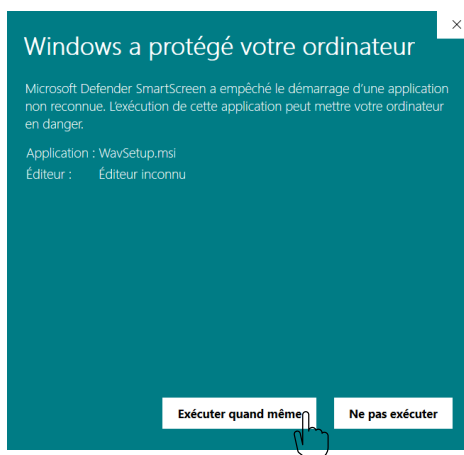 Windows a protégé votre ordinateur
Microsoft Defender SmartScreen a empêché le démarrage d'une application
non reconnue. L'exécution de cette application peut mettre votre ordinateur
en danger.
Application : WavSetup.msi
Éditeur : Éditeur inconnu
Exécuter quand même
Ne pas exécuter